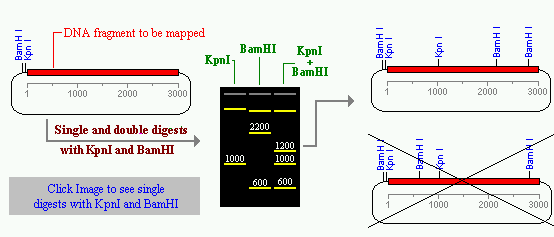 BamH I
Kpn I
DNA fragment to be mapped
0
1000
2000
3000
Single and double digests
with KpnI and BamHI
Click Image to see single
digests with KpnI and BamHI
KpnI
BamHI
KpnI
+
BamHI
2200
1200
1000
1000
600
600
BamH I
Kpn I
Kpn I
BamH I
BamH I
1
1000
2000
3000
BamH I
Kpn I
BamH I
Kpn I
BamH I
1
1000
2000
3000